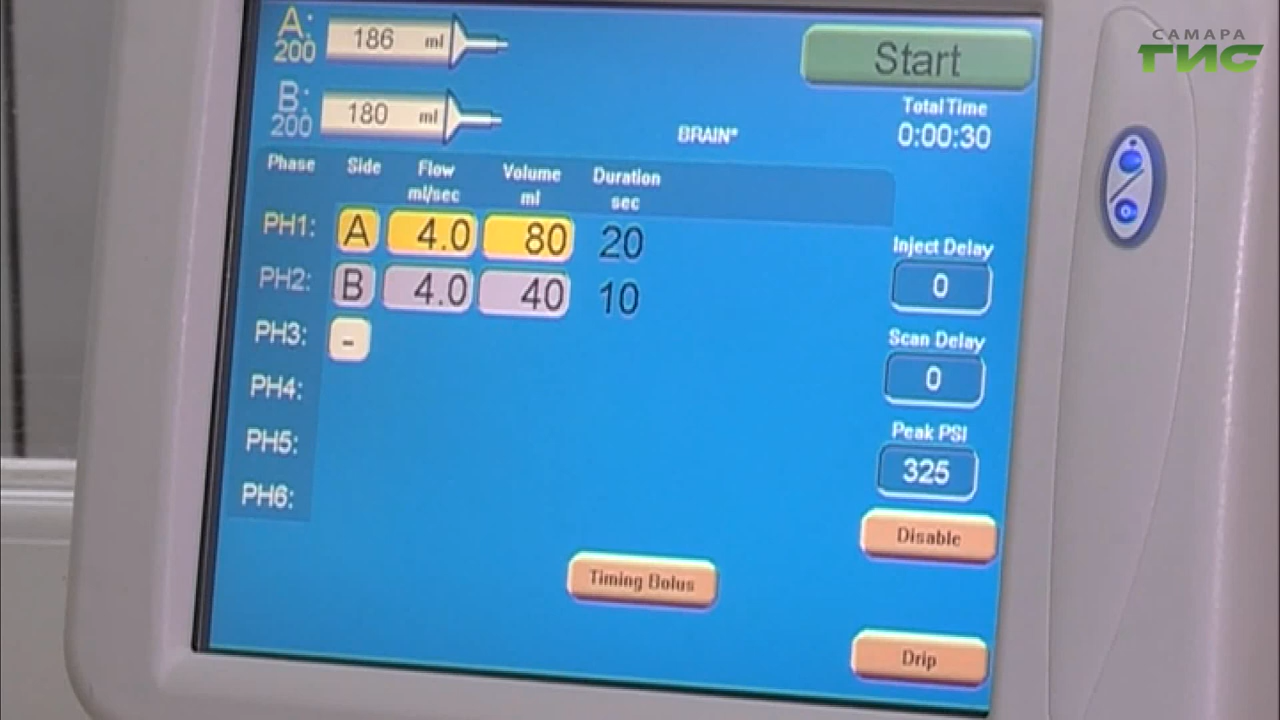 A:
200
186 ml
Start
САМАРА
ГИС
B:
200
180 ml
BRAIN*
Total Time
0:00:30
Phase Side Flow Volume Duration
ml/sec ml sec
PH1: A 4.0 80 20
PH2: B 4.0 40 10
PH3: -
PH4:
PH5:
PH6:
Inject Delay
0
Scan Delay
0
Peak PSI
325
Disable
Timing Bolus
Drip